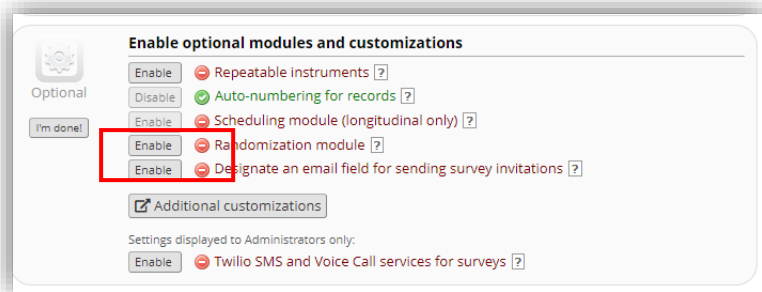 Enable optional modules and customizations
Enable Repeatable instruments ?
Optional
Disable Auto-numbering for records ?
I'm done!
Enable Scheduling module (longitudinal only) ?
Enable Randomization module ?
Enable Designate an email field for sending survey invitations ?
Additional customizations
Settings displayed to Administrators only:
Enable Twilio SMS and Voice Call services for surveys ?